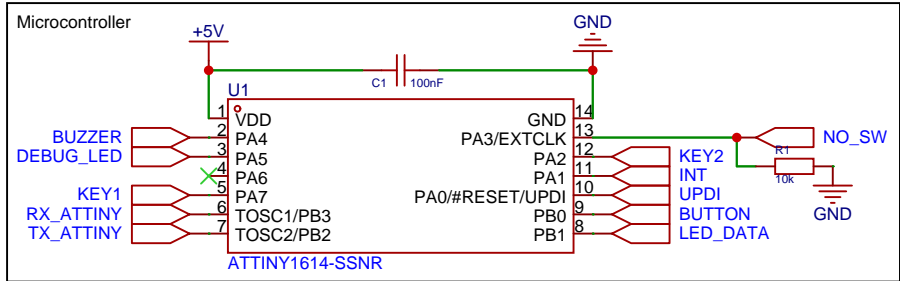 Microcontroller
+5V
GND
C1
100nF
U1
1
VDD
GND
14
BUZZER
2
PA4
PA3/EXTCLK
13
NO_SW
DEBUG_LED
3
PA5
PA2
12
KEY2
R1
4
PA6
PA1
11
INT
10k
KEY1
5
PA7
PA0/#RESET/UPDI
10
UPDI
RX_ATTINY
6
TOSC1/PB3
PB0
9
BUTTON
GND
TX_ATTINY
7
TOSC2/PB2
PB1
8
LED_DATA
ATTINY1614-SSNR